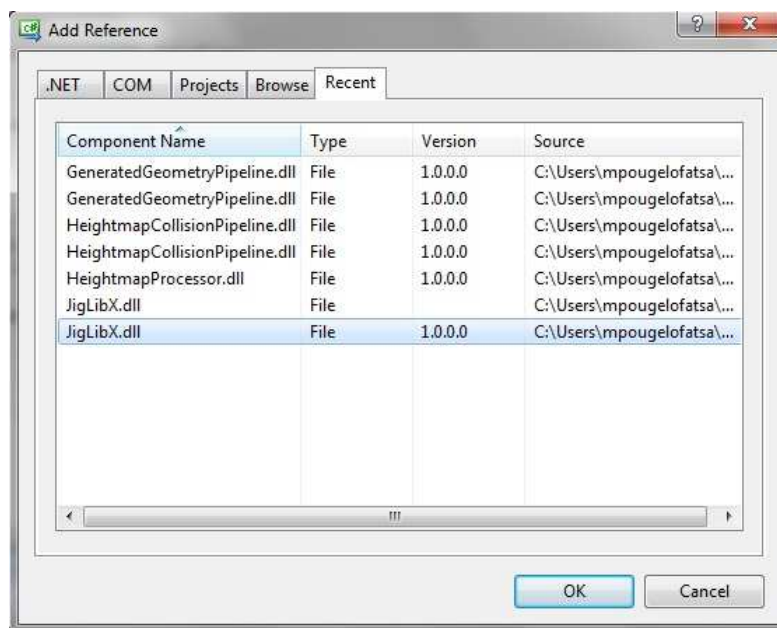 Add Reference
.NET COM Projects Browse Recent
Component Name Type Version Source
GeneratedGeometryPipeline.dll File 1.0.0.0 C:\Users\mpougelofatsa\...
GeneratedGeometryPipeline.dll File 1.0.0.0 C:\Users\mpougelofatsa\...
HeightmapCollisionPipeline.dll File 1.0.0.0 C:\Users\mpougelofatsa\...
HeightmapCollisionPipeline.dll File 1.0.0.0 C:\Users\mpougelofatsa\...
HeightmapProcessor.dll File 1.0.0.0 C:\Users\mpougelofatsa\...
JigLibX.dll File C:\Users\mpougelofatsa\...
JigLibX.dll File 1.0.0.0 C:\Users\mpougelofatsa\...
OK Cancel